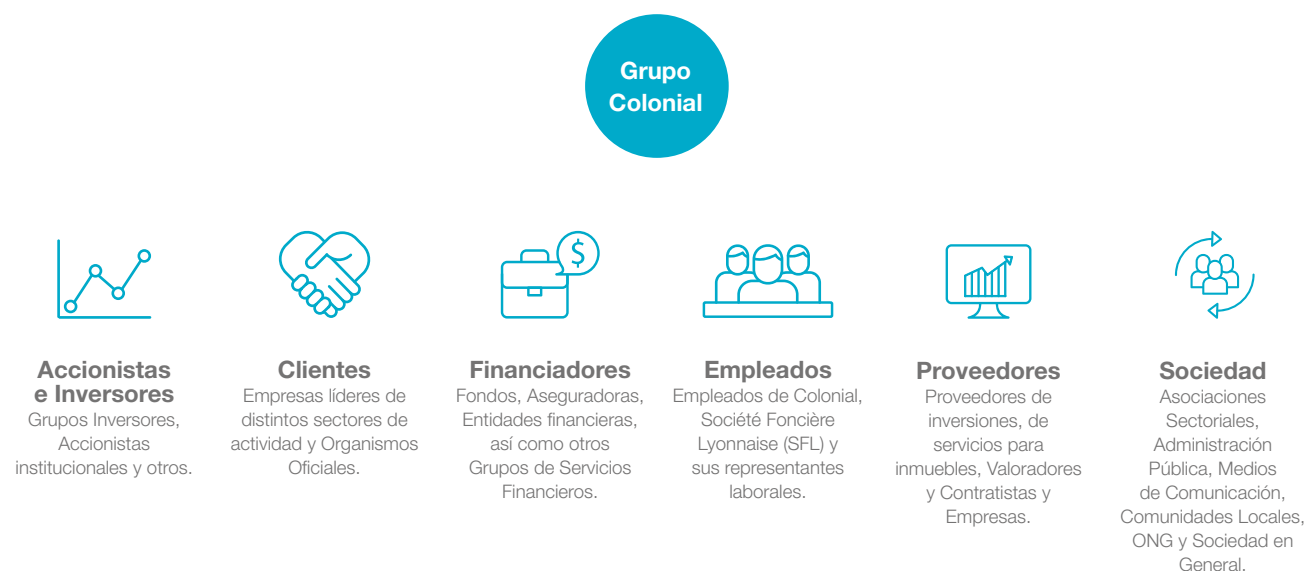 Grupo
Colonial
$
Accionistas
e Inversores
Grupos Inversores,
Accionistas
institucionales y otros.
Clientes
Empresas líderes de
distintos sectores de
actividad y Organismos
Oficiales.
Financiadores
Fondos, Aseguradoras,
Entidades financieras,
así como otros
Grupos de Servicios
Financieros.
Empleados
Empleados de Colonial,
Société Foncière
Lyonnaise (SFL) y
sus representantes
laborales.
Proveedores
Proveedores de
inversiones, de
servicios para
inmuebles, Valoradores
y Contratistas y
Empresas.
Sociedad
Asociaciones
Sectoriales,
Administración
Pública, Medios
de Comunicación,
Comunidades Locales,
ONG y Sociedad en
General.